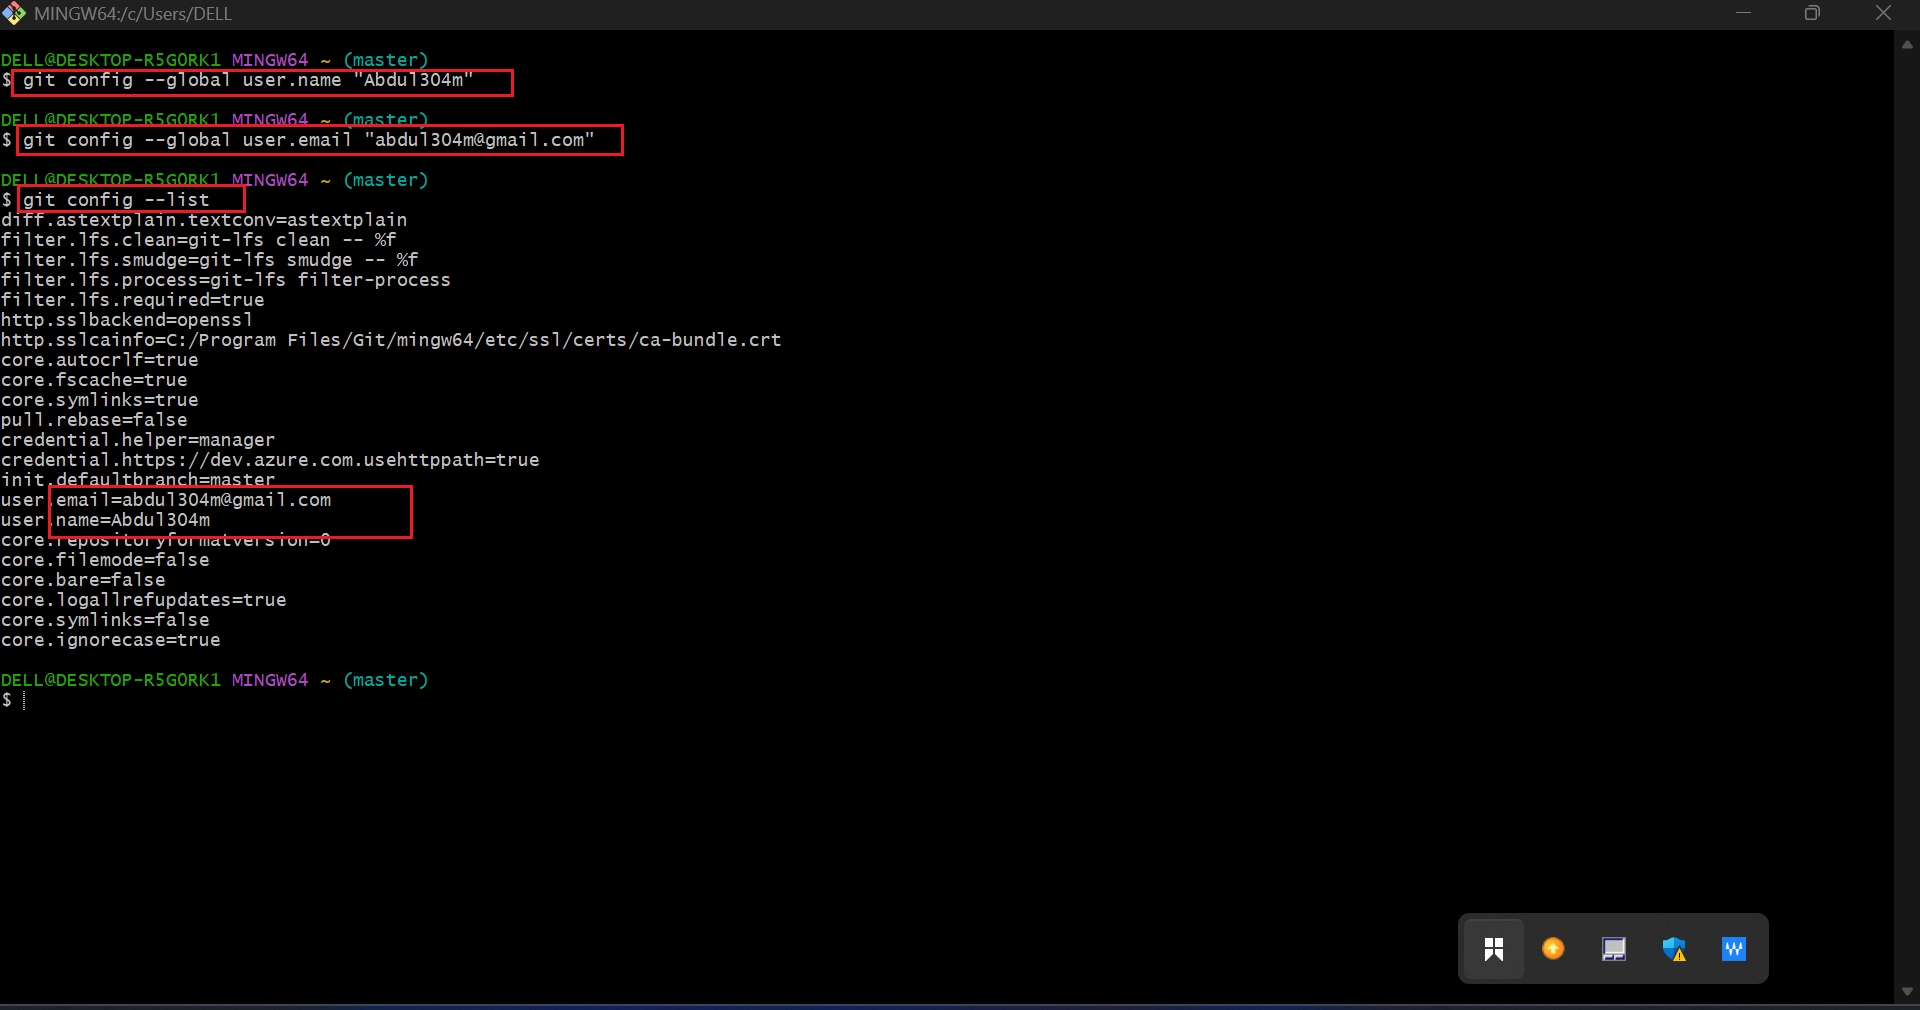 MINGW64:/c/Users/DELL
DELL@DESKTOP-R5G0RK1 MINGW64 ~ (master)
$ git config --global user.name "Abdul304m"
DELL@DESKTOP-R5G0RK1 MINGW64 ~ (master)
$ git config --global user.email "abdul304m@gmail.com"
DELL@DESKTOP-R5G0RK1 MINGW64 ~ (master)
$ git config --list
diff.astextplain.textconv=astextplain
filter.lfs.clean=git-lfs clean -- %f
filter.lfs.smudge=git-lfs smudge -- %f
filter.lfs.process=git-lfs filter-process
filter.lfs.required=true
http.sslbackend=openssl
http.sslcainfo=C:/Program Files/Git/mingw64/etc/ssl/certs/ca-bundle.crt
core.autocrlf=true
core.fscache=true
core.symlinks=true
pull.rebase=false
credential.helper=manager
credential.https://dev.azure.com.usehttppath=true
init.defaultbranch=master
user.email=abdul304m@gmail.com
user.name=Abdul304m
core.repositoryformatversion=0
core.filemode=false
core.bare=false
core.logallrefupdates=true
core.symlinks=false
core.ignorecase=true
DELL@DESKTOP-R5G0RK1 MINGW64 ~ (master)
$